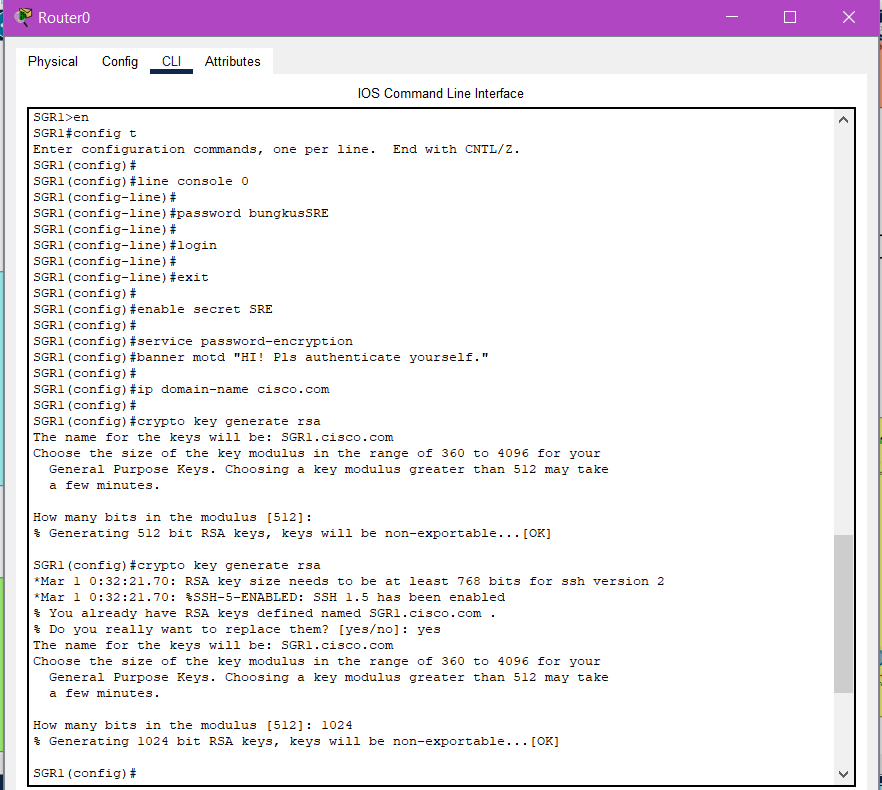 Router0
Physical Config CLI Attributes
IOS Command Line Interface
SGR1>en
SGR1#config t
Enter configuration commands, one per line.  End with CNTL/Z.
SGR1(config)#
SGR1(config)#line console 0
SGR1(config-line)#
SGR1(config-line)#password bungkusSRE
SGR1(config-line)#
SGR1(config-line)#login
SGR1(config-line)#
SGR1(config-line)#exit
SGR1(config)#
SGR1(config)#enable secret SRE
SGR1(config)#
SGR1(config)#service password-encryption
SGR1(config)#banner motd "HI! Pls authenticate yourself."
SGR1(config)#
SGR1(config)#ip domain-name cisco.com
SGR1(config)#
SGR1(config)#crypto key generate rsa
The name for the keys will be: SGR1.cisco.com
Choose the size of the key modulus in the range of 360 to 4096 for your
General Purpose Keys. Choosing a key modulus greater than 512 may take
a few minutes.
How many bits in the modulus [512]:
% Generating 512 bit RSA keys, keys will be non-exportable...[OK]
SGR1(config)#crypto key generate rsa
*Mar 1 0:32:21.70: RSA key size needs to be at least 768 bits for ssh version 2
*Mar 1 0:32:21.70: %SSH-5-ENABLED: SSH 1.5 has been enabled
% You already have RSA keys defined named SGR1.cisco.com .
% Do you really want to replace them? [yes/no]: yes
The name for the keys will be: SGR1.cisco.com
Choose the size of the key modulus in the range of 360 to 4096 for your
General Purpose Keys. Choosing a key modulus greater than 512 may take
a few minutes.
How many bits in the modulus [512]: 1024
% Generating 1024 bit RSA keys, keys will be non-exportable...[OK]
SGR1(config)#